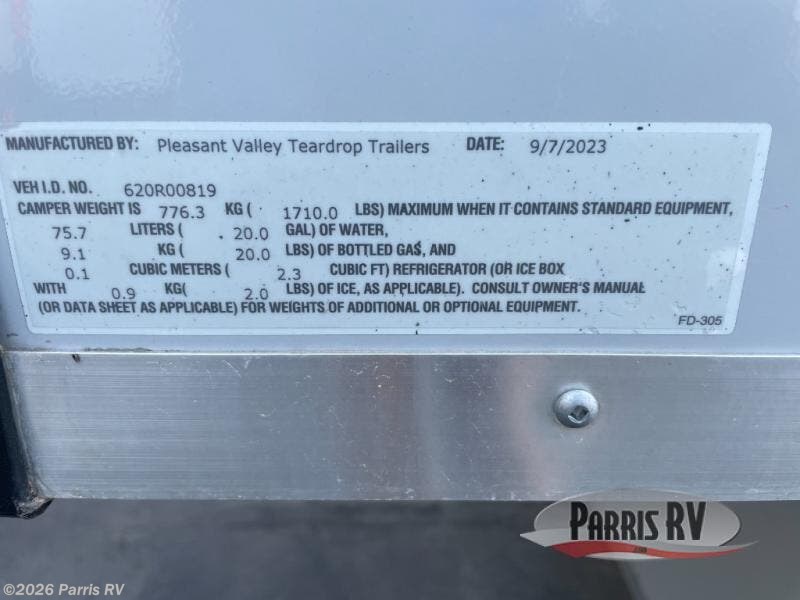 MANUFACTURED BY: Pleasant Valley Teardrop Trailers DATE: 9/7/2023
VEH I.D. NO. 620R00819
CAMPER WEIGHT IS 776.3 KG ( 1710.0 LBS) MAXIMUM WHEN IT CONTAINS STANDARD EQUIPMENT,
75.7 LITERS ( 20.0 GAL) OF WATER,
9.1 KG ( 20.0 LBS) OF BOTTLED GAS, AND
0.1 CUBIC METERS ( 2.3 CUBIC FT) REFRIGERATOR (OR ICE BOX
WITH 0.9 KG( 2.0 LBS) OF ICE, AS APPLICABLE). CONSULT OWNER'S MANUAL
(OR DATA SHEET AS APPLICABLE) FOR WEIGHTS OF ADDITIONAL OR OPTIONAL EQUIPMENT.
FD-305
PARRIS RV
.com
©2026 Parris RV